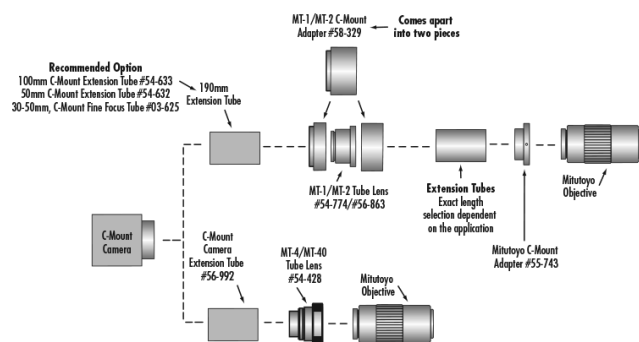 MT-1/MT-2 C-Mount
Adapter #58-329
Comes apart
into two pieces
Recommended Option
100mm C-Mount Extension Tube #54-633
50mm C-Mount Extension Tube #54-632
30-50mm, C-Mount Fine Focus Tube #03-625
190mm
Extension Tube
MT-1/MT-2 Tube Lens
#54-774/#56-863
Extension Tubes
Exact length
selection dependent
on the application
Mitutoyo
Objective
Mitutoyo C-Mount
Adapter #55-743
C-Mount
Camera
C-Mount
Camera
Extension Tube
#56-992
MT-4/MT-40
Tube Lens
#54-428
Mitutoyo
Objective